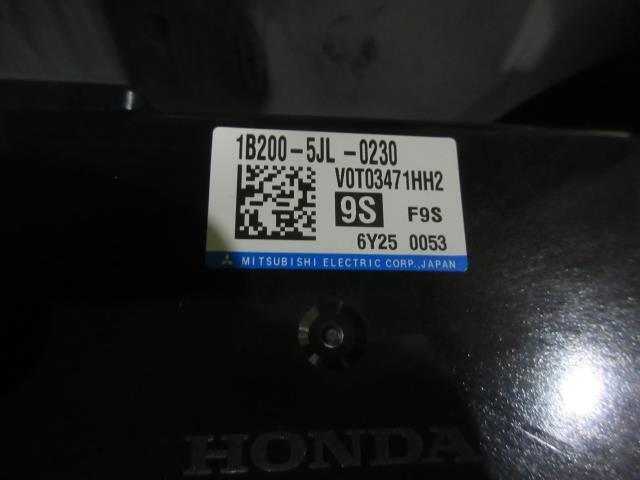 1B200-5JL-0230
V0T03471HH2
9S F9S
6Y25 0053
MITSUBISHI ELECTRIC CORP., JAPAN
HONDA